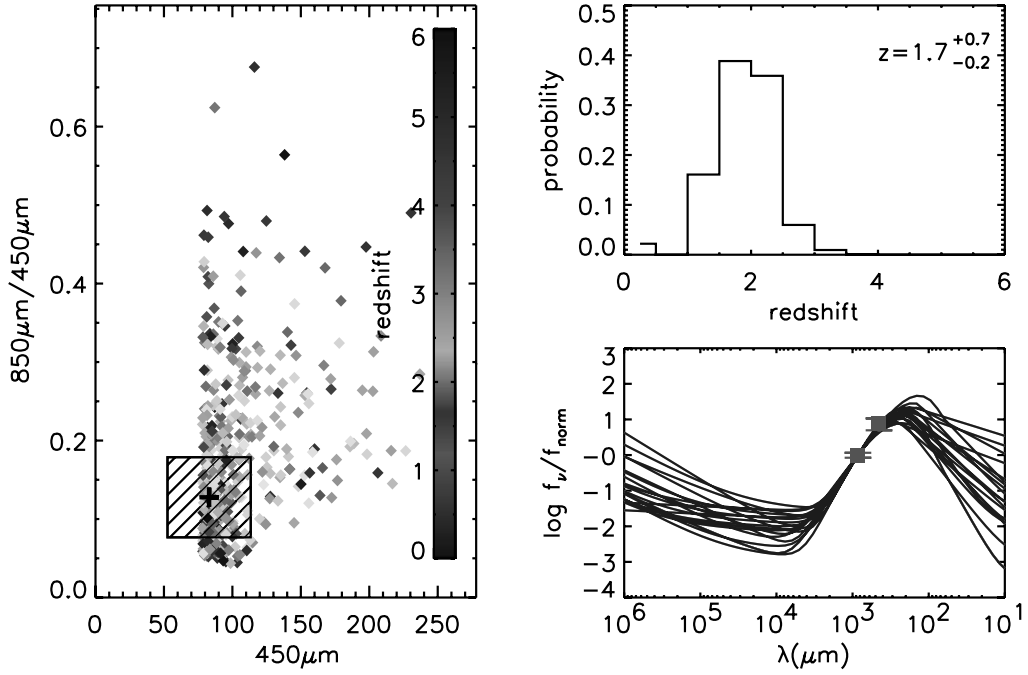 0.6
0.4
0.2
0.0
850μm/450μm
0 50 100 150 200 250
450μm
6
5
4
3
2
1
0
redshift
0.5
0.4
0.3
0.2
0.1
0.0
probability
z=1.7 +0.7 −0.2
0 2 4 6
redshift
3
2
1
−0
−1
−2
−3
−4
log fν/fnorm
10⁶ 10⁵ 10⁴ 10³ 10² 10¹
λ(μm)